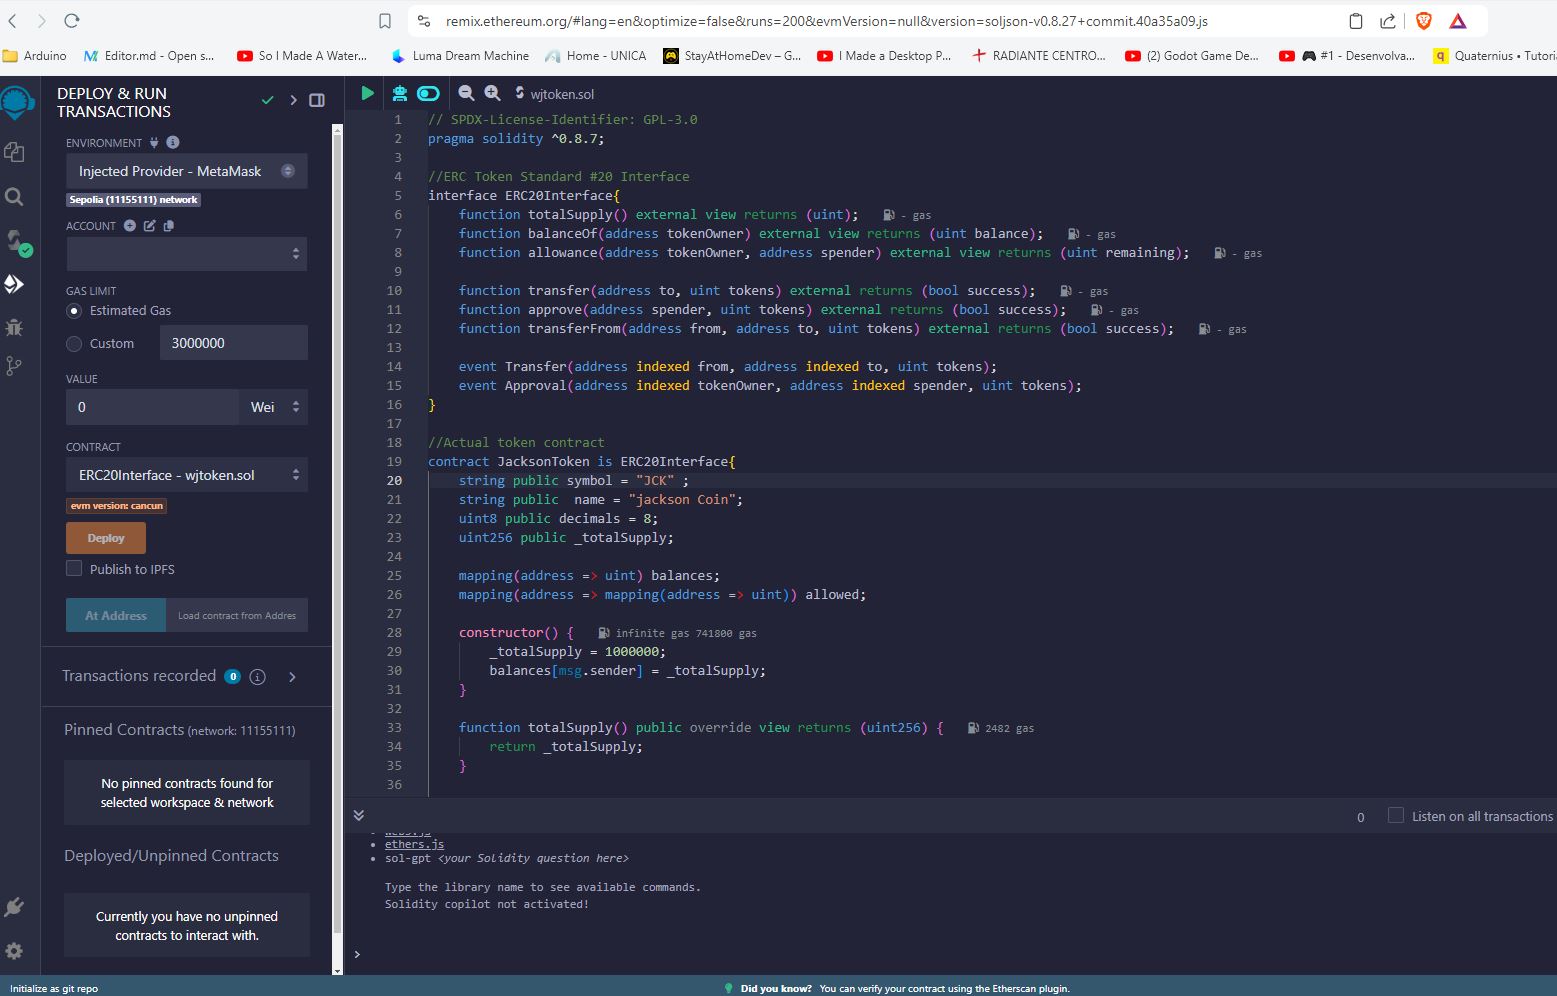 remix.ethereum.org/#lang=en&optimize=false&runs=200&evmVersion=null&version=soljson-v0.8.27+commit.40a35a09.js
Arduino
Editor.md - Open s...
So I Made A Water...
Luma Dream Machine
Home - UNICA
StayAtHomeDev – G...
I Made a Desktop P...
RADIANTE CENTRO...
(2) Godot Game De...
#1 - Desenvolva...
Quaternius • Tutori
DEPLOY & RUN
TRANSACTIONS
ENVIRONMENT
Injected Provider - MetaMask
Sepolia (11155111) network
ACCOUNT
GAS LIMIT
Estimated Gas
Custom 3000000
VALUE
0 Wei
CONTRACT
ERC20Interface - wjtoken.sol
evm version: cancun
Deploy
Publish to IPFS
At Address Load contract from Addres
Transactions recorded 0
Pinned Contracts (network: 11155111)
No pinned contracts found for
selected workspace & network
Deployed/Unpinned Contracts
Currently you have no unpinned
contracts to interact with.
wjtoken.sol
1 // SPDX-License-Identifier: GPL-3.0
2 pragma solidity ^0.8.7;
3
4 //ERC Token Standard #20 Interface
5 interface ERC20Interface{
6 function totalSupply() external view returns (uint); - gas
7 function balanceOf(address tokenOwner) external view returns (uint balance); - gas
8 function allowance(address tokenOwner, address spender) external view returns (uint remaining); - gas
9
10 function transfer(address to, uint tokens) external returns (bool success); - gas
11 function approve(address spender, uint tokens) external returns (bool success); - gas
12 function transferFrom(address from, address to, uint tokens) external returns (bool success); - gas
13
14 event Transfer(address indexed from, address indexed to, uint tokens);
15 event Approval(address indexed tokenOwner, address indexed spender, uint tokens);
16 }
17
18 //Actual token contract
19 contract JacksonToken is ERC20Interface{
20 string public symbol = "JCK" ;
21 string public  name = "jackson Coin";
22 uint8 public decimals = 8;
23 uint256 public _totalSupply;
24
25 mapping(address => uint) balances;
26 mapping(address => mapping(address => uint)) allowed;
27
28 constructor() { infinite gas 741800 gas
29 _totalSupply = 1000000;
30 balances[msg.sender] = _totalSupply;
31 }
32
33 function totalSupply() public override view returns (uint256) { 2482 gas
34 return _totalSupply;
35 }
36
0 Listen on all transactions
ethers.js
sol-gpt <your Solidity question here>
Type the library name to see available commands.
Solidity copilot not activated!
>
Initialize as git repo
Did you know? You can verify your contract using the Etherscan plugin.